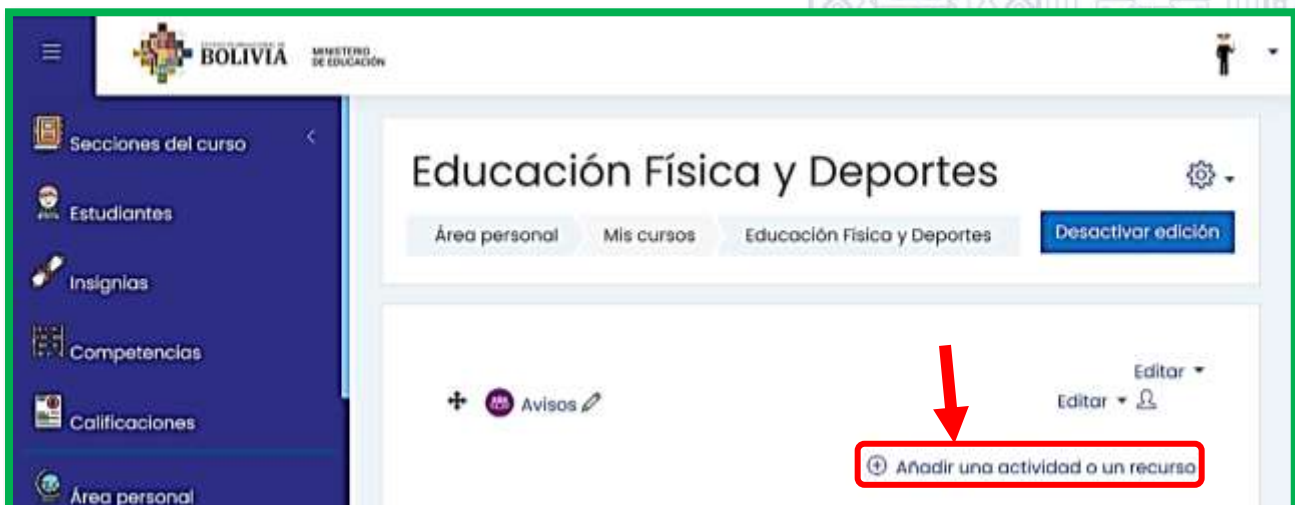 BOLIVIA
MINISTERIO
DE EDUCACIÓN
Secciones del curso
Estudiantes
Insignias
Competencias
Calificaciones
Área personal
Educación Física y Deportes
Área personal
Mis cursos
Educación Física y Deportes
Desactivar edición
Editar
Avisos
Editar
Añadir una actividad o un recurso